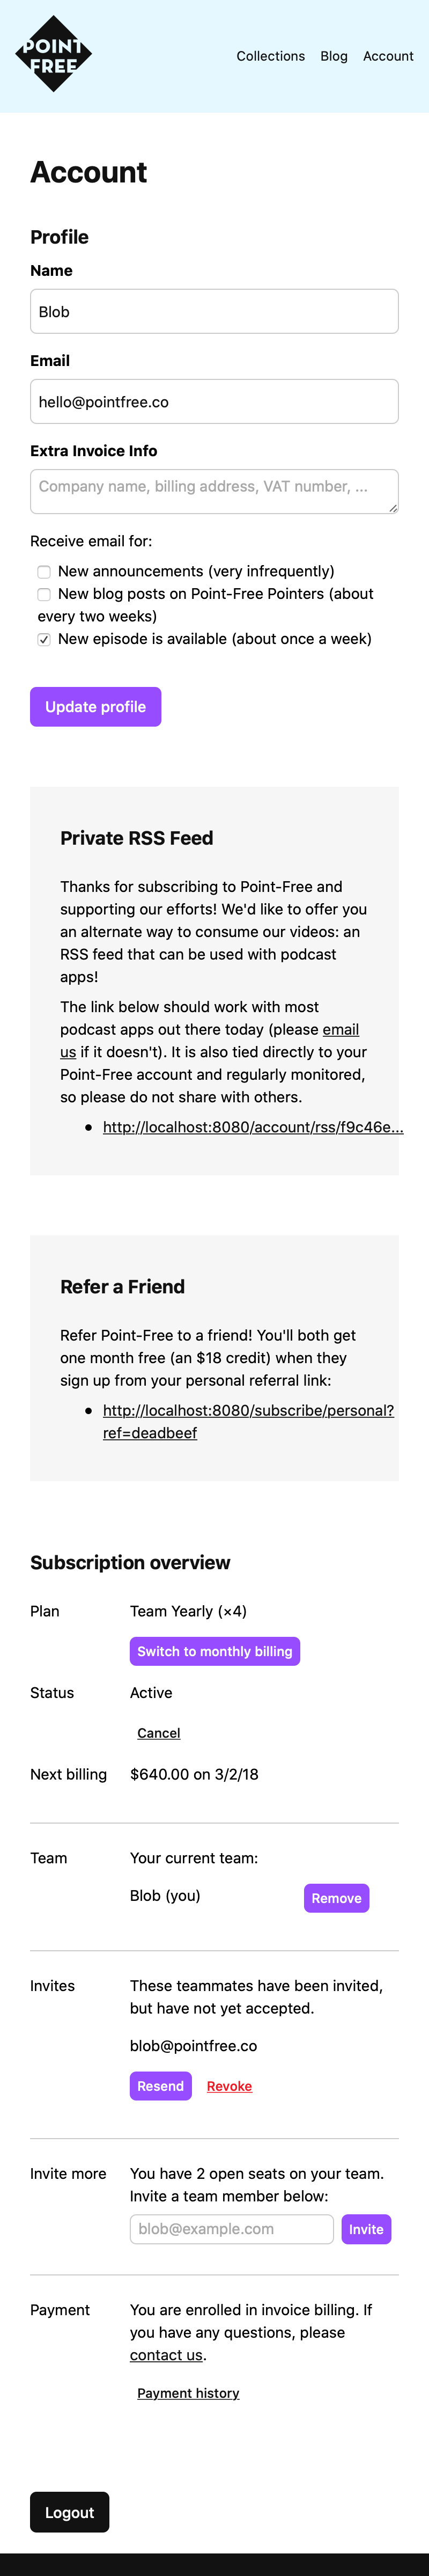 POINT
FREE
Collections Blog Account
Account
Profile
Name
Blob
Email
hello@pointfree.co
Extra Invoice Info
Company name, billing address, VAT number, ...
Receive email for:
New announcements (very infrequently)
New blog posts on Point-Free Pointers (about
every two weeks)
New episode is available (about once a week)
Update profile
Private RSS Feed
Thanks for subscribing to Point-Free and
supporting our efforts! We'd like to offer you
an alternate way to consume our videos: an
RSS feed that can be used with podcast
apps!
The link below should work with most
podcast apps out there today (please email
us if it doesn't). It is also tied directly to your
Point-Free account and regularly monitored,
so please do not share with others.
• http://localhost:8080/account/rss/f9c46e...
Refer a Friend
Refer Point-Free to a friend! You'll both get
one month free (an $18 credit) when they
sign up from your personal referral link:
• http://localhost:8080/subscribe/personal?
ref=deadbeef
Subscription overview
Plan Team Yearly (×4)
Switch to monthly billing
Status Active
Cancel
Next billing $640.00 on 3/2/18
Team Your current team:
Blob (you) Remove
Invites These teammates have been invited,
but have not yet accepted.
blob@pointfree.co
Resend Revoke
Invite more You have 2 open seats on your team.
Invite a team member below:
blob@example.com Invite
Payment You are enrolled in invoice billing. If
you have any questions, please
contact us.
Payment history
Logout